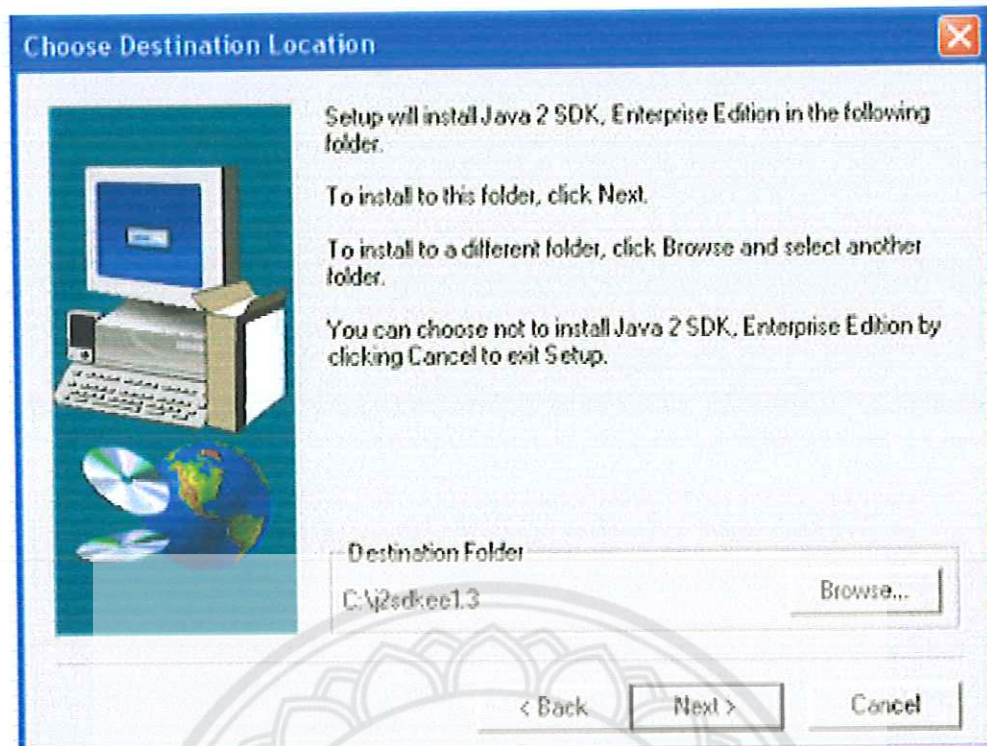 Choose Destination Location
Setup will install Java 2 SDK, Enterprise Edition in the following
folder.
To install to this folder, click Next.
To install to a different folder, click Browse and select another
folder.
You can choose not to install Java 2 SDK, Enterprise Edition by
clicking Cancel to exit Setup.
Destination Folder
C:\j2sdkee1.3
Browse...
< Back
Next >
Cancel